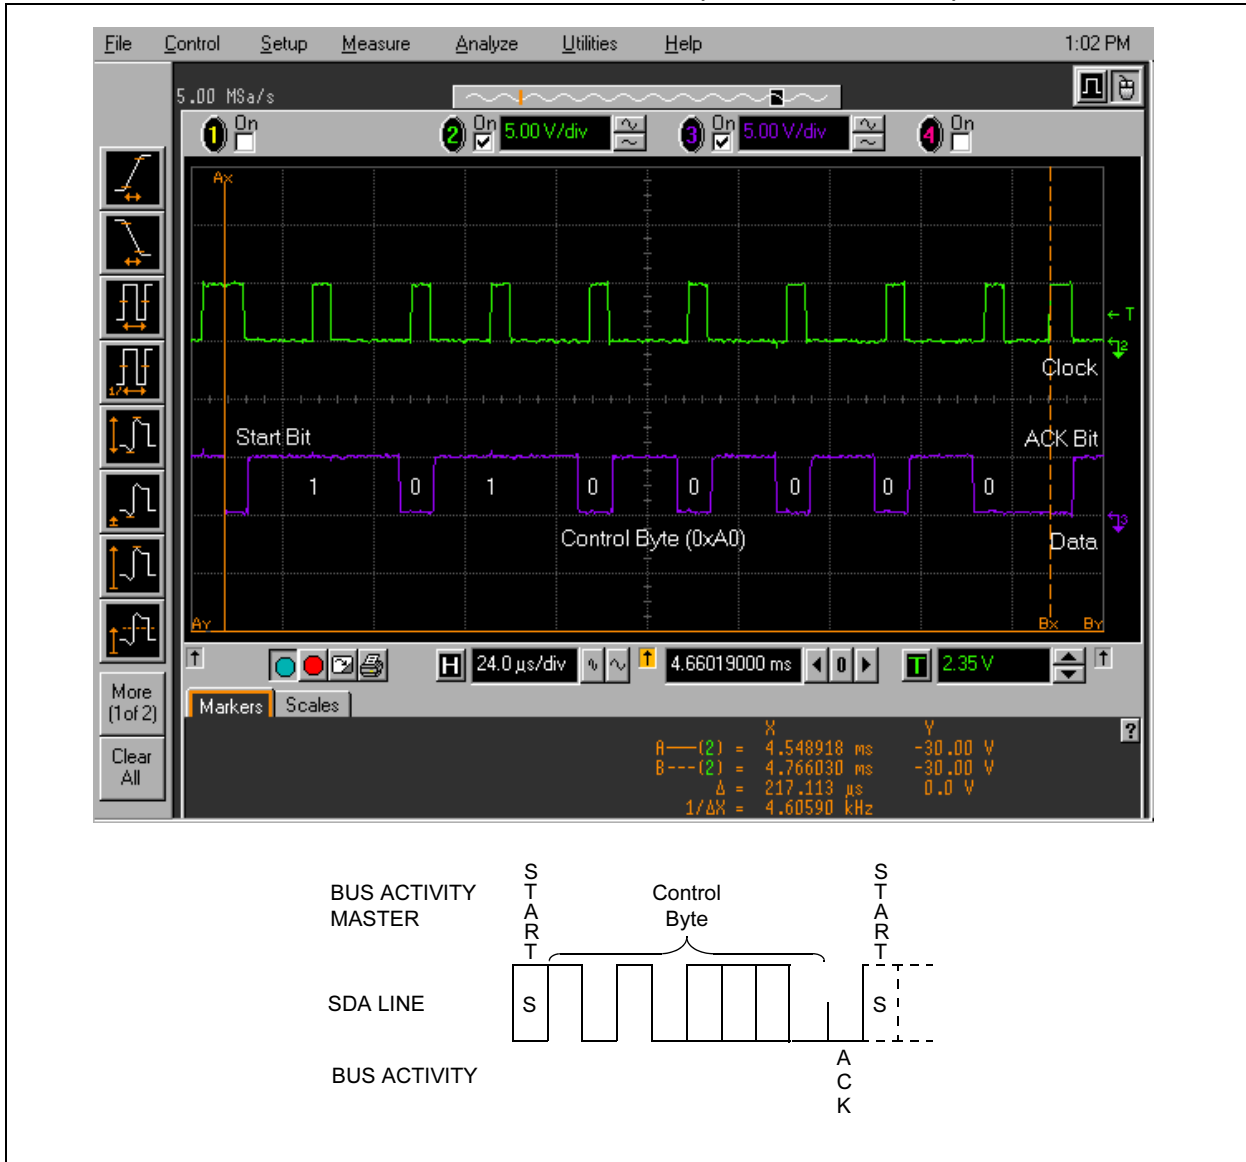 File Control Setup Measure Analyze Utilities Help 1:02 PM
5.00 MSa/s
1 On 2 On 5.00 V/div 3 On 5.00 V/div 4 On
Ax
T
2
Clock
Start Bit ACK Bit
1 0 1 0 0 0 0 0
3
Control Byte (0xA0) Data
Ay Bx By
H 24.0 µs/div 4.66019000 ms 0 T 2.35 V
More
(1of 2)
Clear
All
Markers Scales
X Y
A───(2) = 4.548918 ms -30.00 V
B---(2) = 4.766030 ms -30.00 V
Δ = 217.113 µs 0.0 V
1/ΔX = 4.60590 kHz
?
BUS ACTIVITY
MASTER
START
Control
Byte
START
SDA LINE
S S
BUS ACTIVITY
ACK